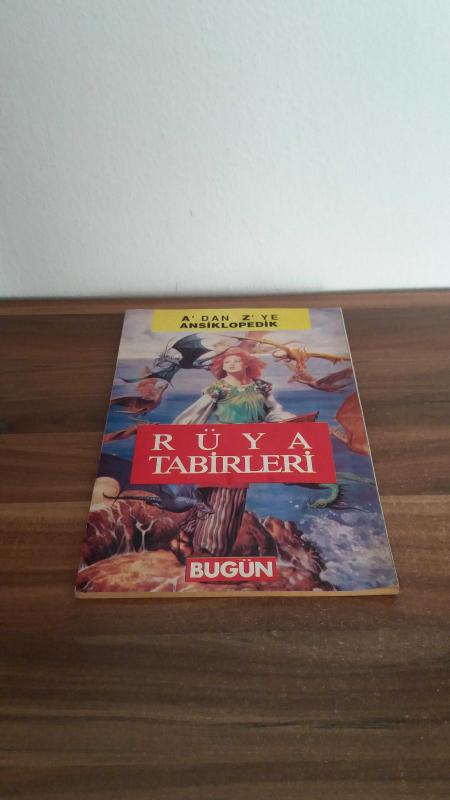 A'DAN Z'YE
ANSİKLOPEDİK
RÜYA
TABİRLERİ
BUGÜN